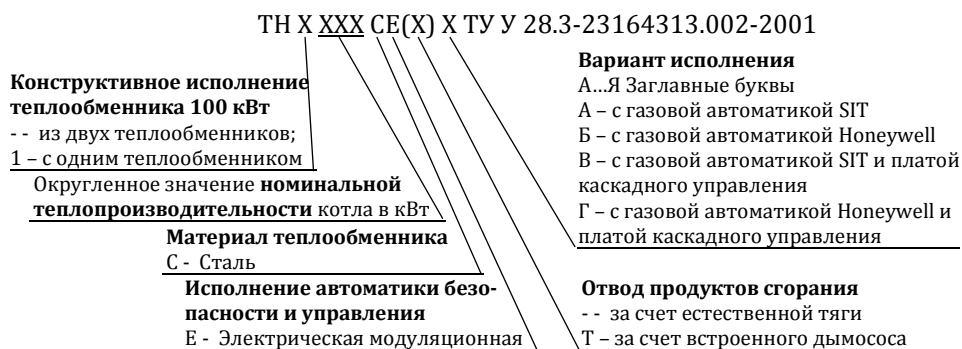 ТН Х ХХХ СЕ(Х) Х ТУ У 28.3-23164313.002-2001
Конструктивное исполнение
теплообменника 100 кВт
- - из двух теплообменников;
1 – с одним теплообменником
Округленное значение номинальной
теплопроизводительности котла в кВт
Материал теплообменника
С - Сталь
Исполнение автоматики безо-
пасности и управления
Е - Электрическая модуляционная
Вариант исполнения
А...Я Заглавные буквы
А – с газовой автоматикой SIT
Б – с газовой автоматикой Honeywell
В – с газовой автоматикой SIT и платой
каскадного управления
Г – с газовой автоматикой Honeywell и
платой каскадного управления
Отвод продуктов сгорания
- - за счет естественной тяги
Т – за счет встроенного дымососа